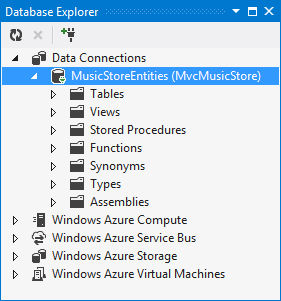 Database Explorer
Data Connections
MusicStoreEntities (MvcMusicStore)
Tables
Views
Stored Procedures
Functions
Synonyms
Types
Assemblies
Windows Azure Compute
Windows Azure Service Bus
Windows Azure Storage
Windows Azure Virtual Machines